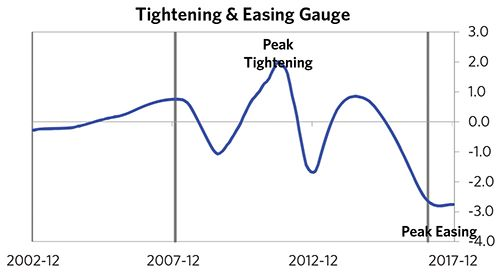 Tightening & Easing Gauge
3.0
Peak
Tightening
2.0
1.0
0.0
-1.0
-2.0
-3.0
Peak Easing
-4.0
2002-12 2007-12 2012-12 2017-12